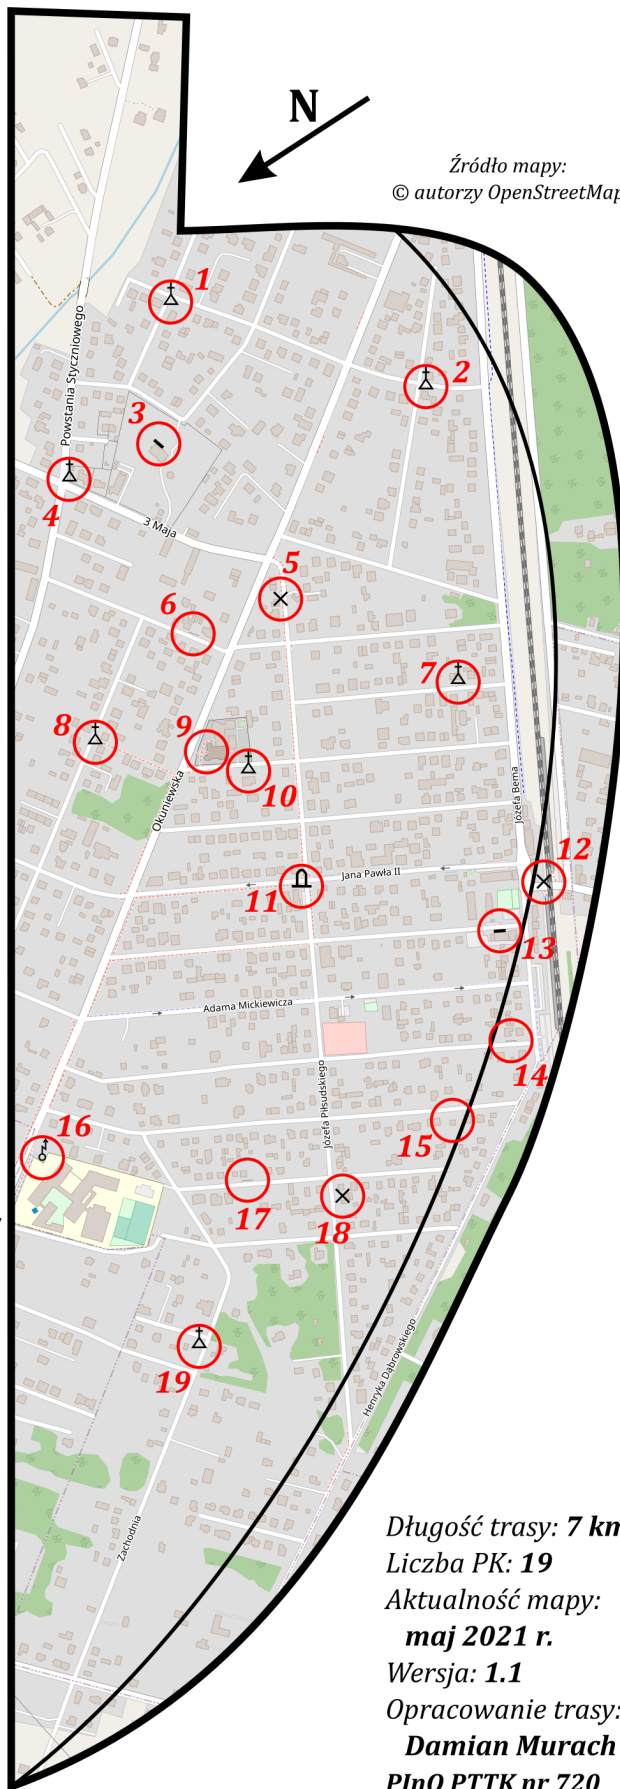 N
Źródło mapy:
© autorzy OpenStreetMap
1
Powstania Styczniowego
2
3
4
3 Maja
5
6
7
8
9
10
Okuniewska
Józefa Bema
12
Jana Pawła II
11
13
Adama Mickiewicza
14
Józefa Piłsudskiego
15
16
17
18
19
Henryka Dąbrowskiego
Zachodnia
Długość trasy: 7 km
Liczba PK: 19
Aktualność mapy:
maj 2021 r.
Wersja: 1.1
Opracowanie trasy:
Damian Murach
PInO PTTK nr 720